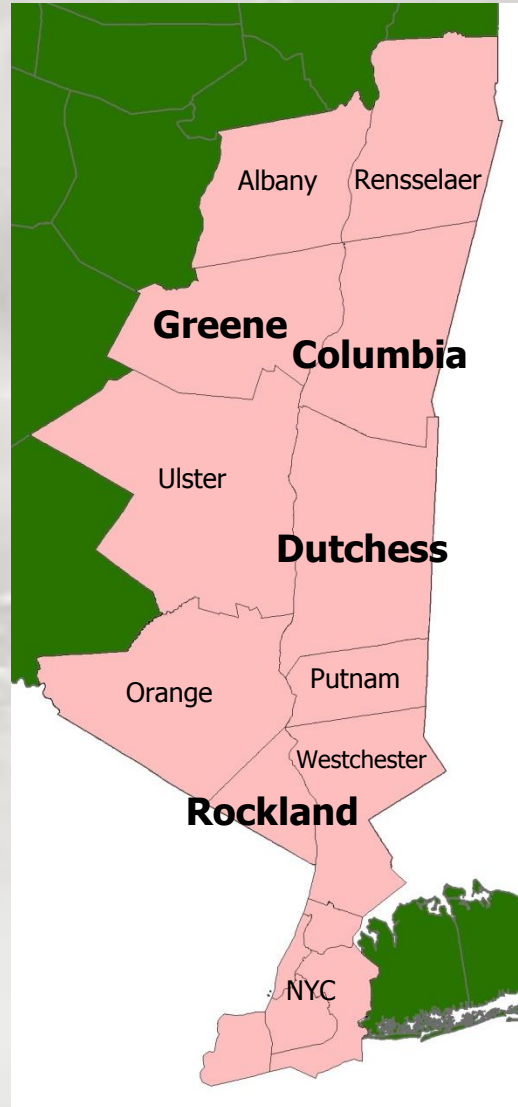 Albany
Rensselaer
Greene
Columbia
Ulster
Dutchess
Orange
Putnam
Westchester
Rockland
NYC